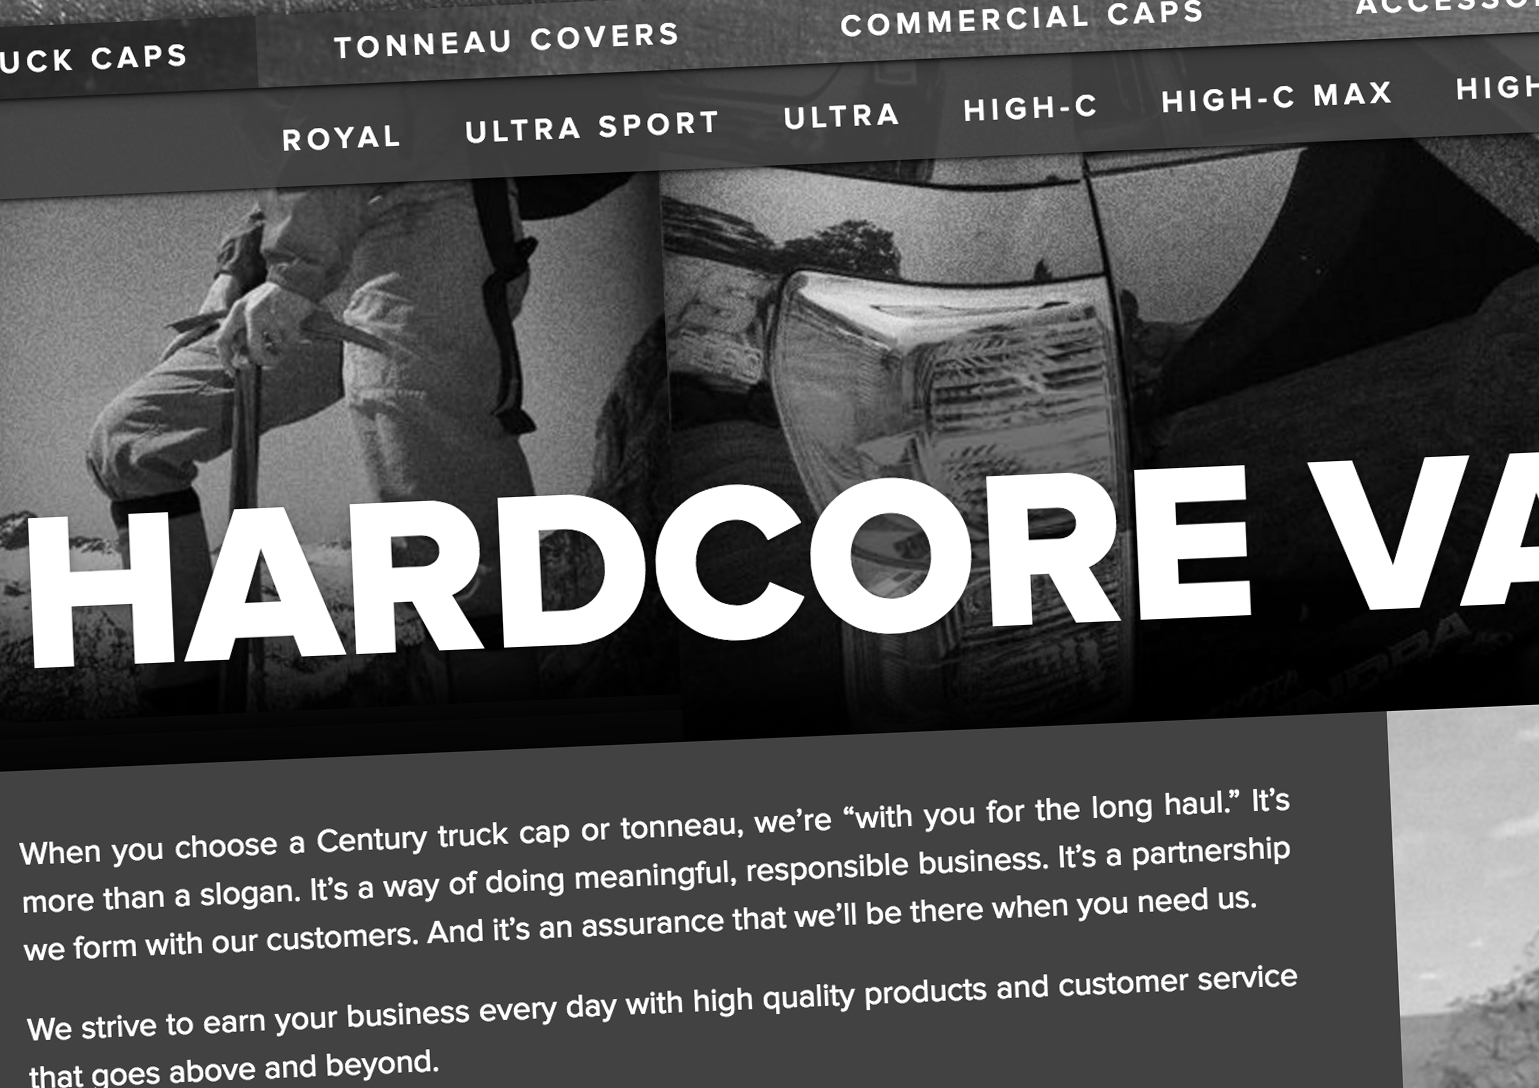 UCK CAPS TONNEAU COVERS COMMERCIAL CAPS ACCESSO
ROYAL ULTRA SPORT ULTRA HIGH-C HIGH-C MAX HIGH
HARDCORE VA
When you choose a Century truck cap or tonneau, we’re “with you for the long haul.” It’s
more than a slogan. It’s a way of doing meaningful, responsible business. It’s a partnership
we form with our customers. And it’s an assurance that we’ll be there when you need us.
We strive to earn your business every day with high quality products and customer service
that goes above and beyond.